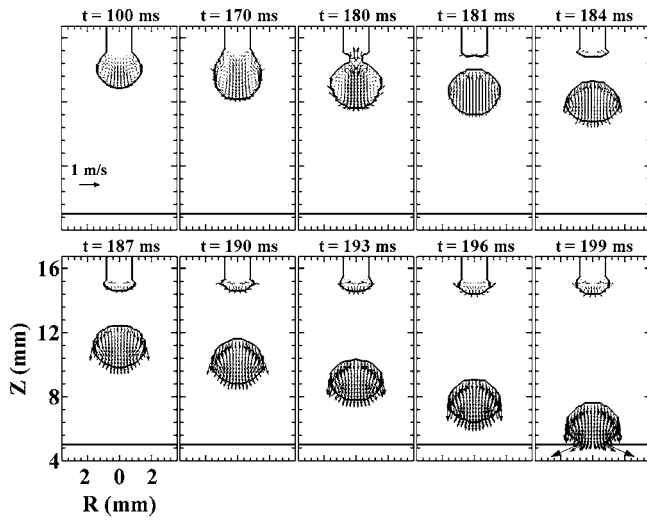 t = 100 ms t = 170 ms t = 180 ms t = 181 ms t = 184 ms
1 m/s
t = 187 ms t = 190 ms t = 193 ms t = 196 ms t = 199 ms
16
12
8
4
Z (mm)
2 0 2
R (mm)